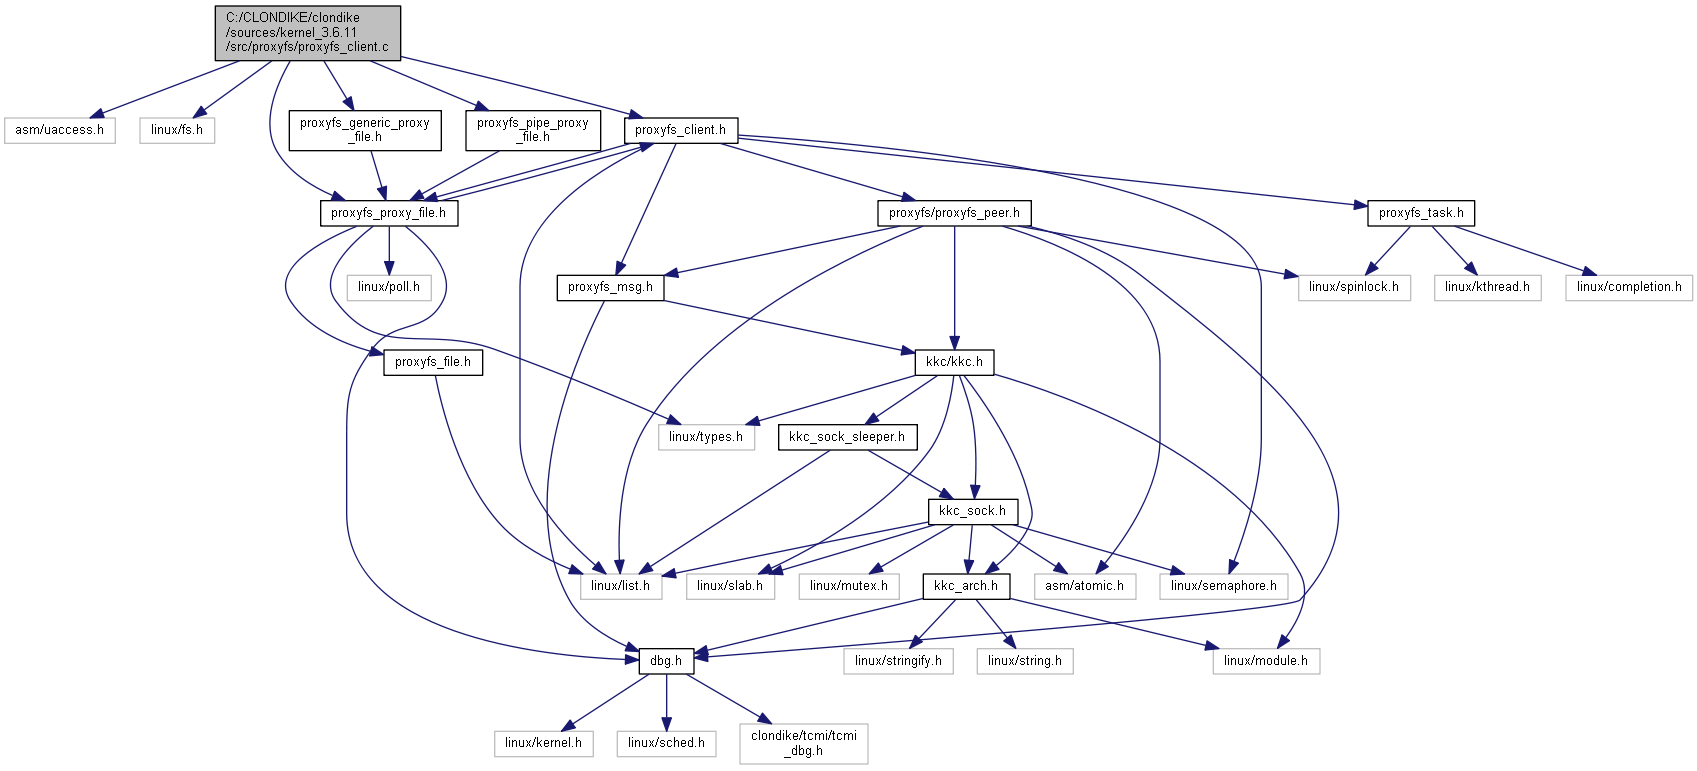 C:/CLONDIKE/clondike
/sources/kernel_3.6.11
/src/proxyfs/proxyfs_client.c
asm/uaccess.h
linux/fs.h
proxyfs_generic_proxy
_file.h
proxyfs_pipe_proxy
_file.h
proxyfs_client.h
proxyfs_proxy_file.h
proxyfs/proxyfs_peer.h
proxyfs_task.h
linux/poll.h
proxyfs_msg.h
linux/spinlock.h
linux/kthread.h
linux/completion.h
proxyfs_file.h
kkc/kkc.h
linux/types.h
kkc_sock_sleeper.h
kkc_sock.h
linux/list.h
linux/slab.h
linux/mutex.h
kkc_arch.h
asm/atomic.h
linux/semaphore.h
dbg.h
linux/stringify.h
linux/string.h
linux/module.h
linux/kernel.h
linux/sched.h
clondike/tcmi/tcmi
_dbg.h